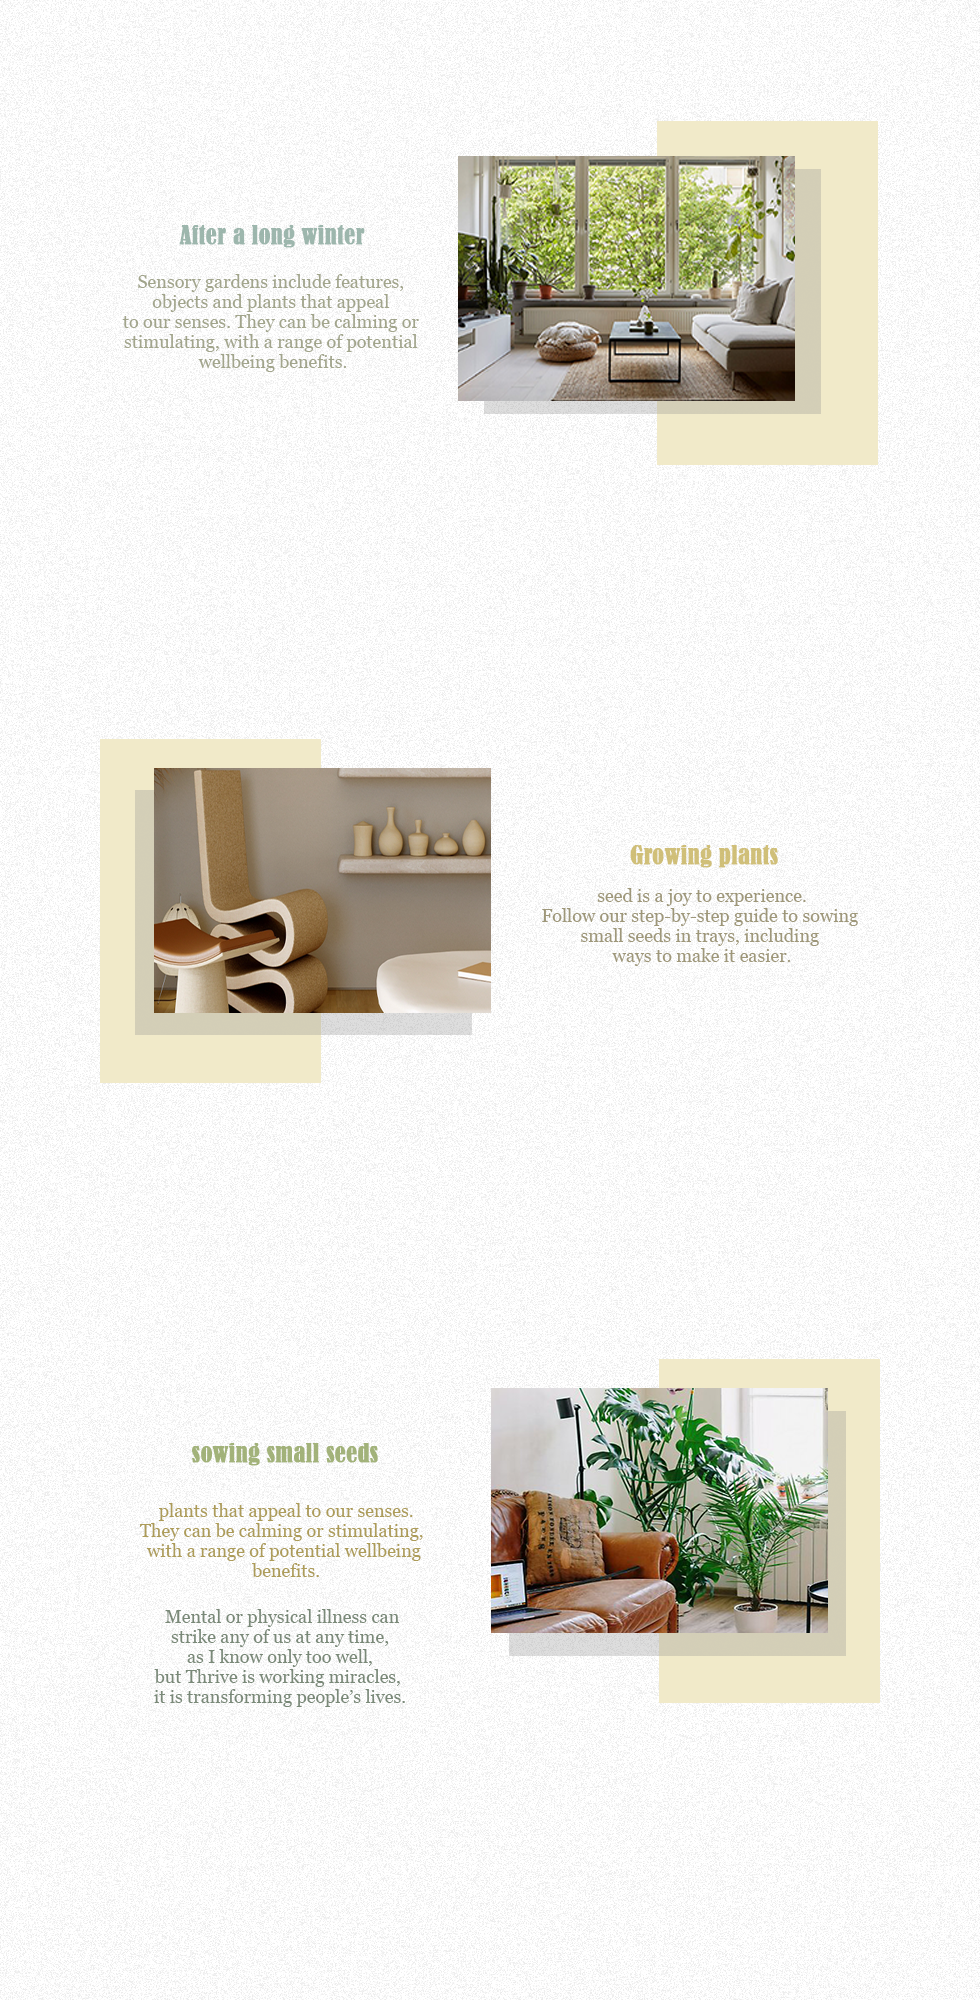 After a long winter
Sensory gardens include features,
objects and plants that appeal
to our senses. They can be calming or
stimulating, with a range of potential
wellbeing benefits.
Growing plants
seed is a joy to experience.
Follow our step-by-step guide to sowing
small seeds in trays, including
ways to make it easier.
sowing small seeds
plants that appeal to our senses.
They can be calming or stimulating,
with a range of potential wellbeing
benefits.
Mental or physical illness can
strike any of us at any time,
as I know only too well,
but Thrive is working miracles,
it is transforming people’s lives.